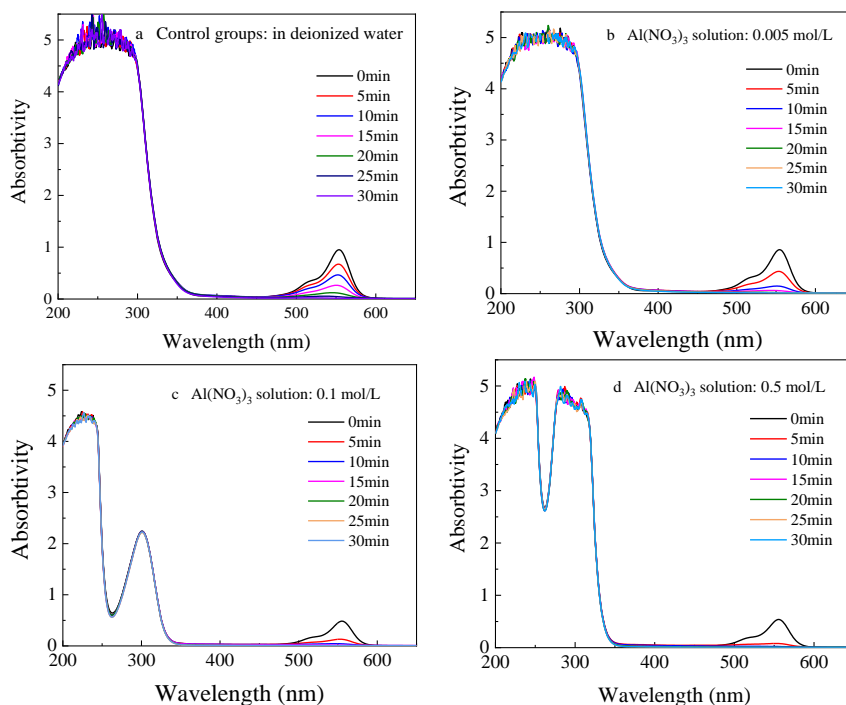 a Control groups: in deionized water
0min
5min
10min
15min
20min
25min
30min
5
4
3
2
1
0
200 300 400 500 600
Absorbtivity
Wavelength (nm)
b Al(NO₃)₃ solution: 0.005 mol/L
0min
5min
10min
15min
20min
25min
30min
5
4
3
2
1
0
200 300 400 500 600
Absorbtivity
Wavelength (nm)
c Al(NO₃)₃ solution: 0.1 mol/L
0min
5min
10min
15min
20min
25min
30min
5
4
3
2
1
0
200 300 400 500 600
Absorbtivity
Wavelength (nm)
d Al(NO₃)₃ solution: 0.5 mol/L
0min
5min
10min
15min
20min
25min
30min
5
4
3
2
1
0
200 300 400 500 600
Absorbtivity
Wavelength (nm)